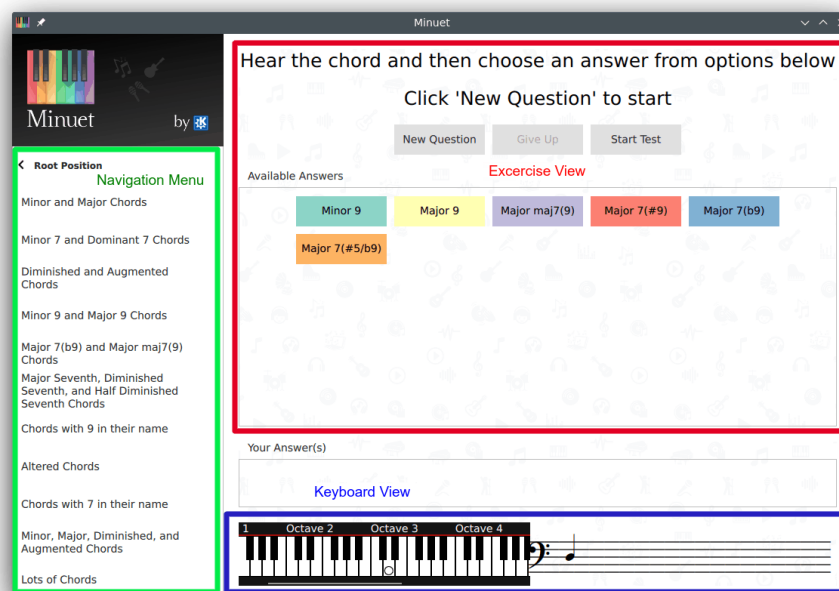 Minuet
Minuet
by
Root Position
Navigation Menu
Minor and Major Chords
Minor 7 and Dominant 7 Chords
Diminished and Augmented
Chords
Minor 9 and Major 9 Chords
Major 7(b9) and Major maj7(9)
Chords
Major Seventh, Diminished
Seventh, and Half Diminished
Seventh Chords
Chords with 9 in their name
Altered Chords
Chords with 7 in their name
Minor, Major, Diminished, and
Augmented Chords
Lots of Chords
Hear the chord and then choose an answer from options below
Click 'New Question' to start
New Question Give Up Start Test
Excercise View
Available Answers
Minor 9 Major 9 Major maj7(9) Major 7(#9) Major 7(b9)
Major 7(#5/b9)
Your Answer(s)
Keyboard View
1 Octave 2 Octave 3 Octave 4